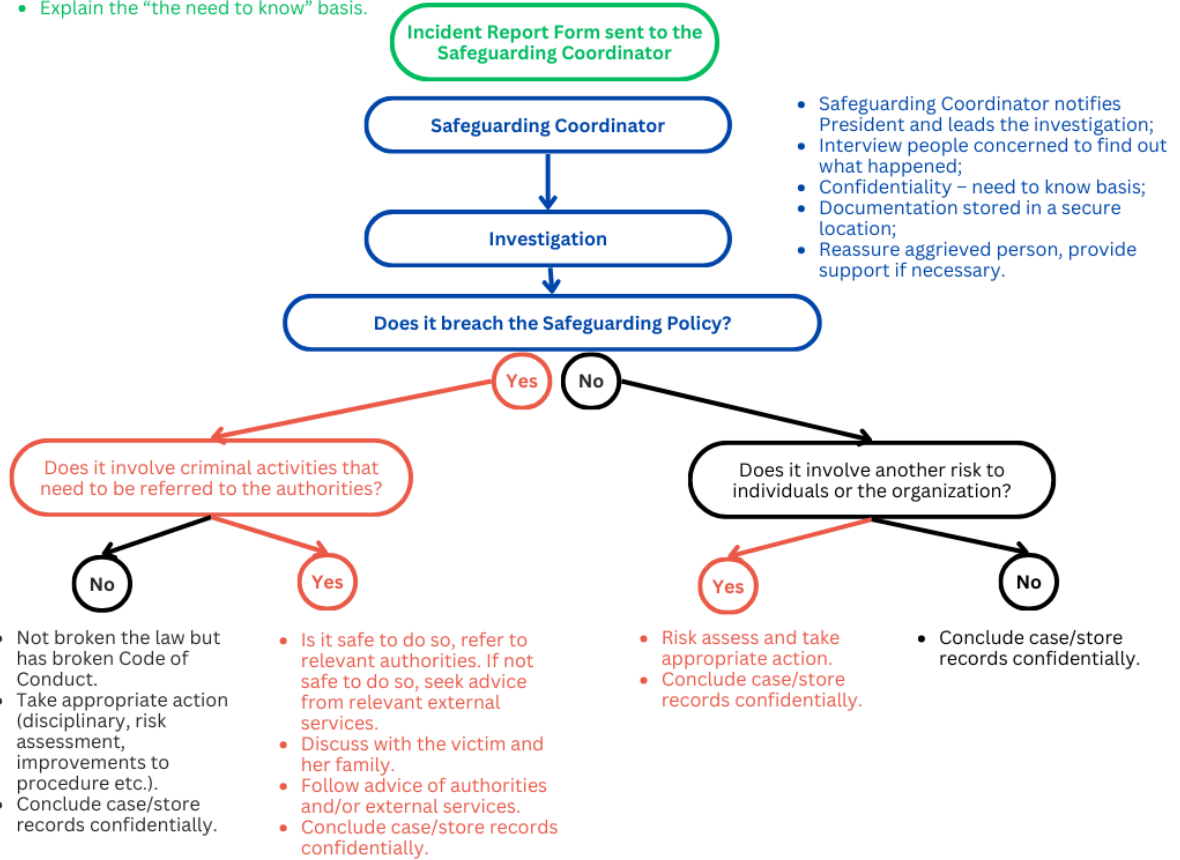 • Explain the “the need to know” basis.
Incident Report Form sent to the
Safeguarding Coordinator
Safeguarding Coordinator
• Safeguarding Coordinator notifies
President and leads the investigation;
• Interview people concerned to find out
what happened;
• Confidentiality – need to know basis;
• Documentation stored in a secure
location;
• Reassure aggrieved person, provide
support if necessary.
Investigation
Does it breach the Safeguarding Policy?
Yes
No
Does it involve criminal activities that
need to be referred to the authorities?
Does it involve another risk to
individuals or the organization?
No
Yes
Yes
No
• Not broken the law but
has broken Code of
Conduct.
• Take appropriate action
(disciplinary, risk
assessment,
improvements to
procedure etc.).
• Conclude case/store
records confidentially.
• Is it safe to do so, refer to
relevant authorities. If not
safe to do so, seek advice
from relevant external
services.
• Discuss with the victim and
her family.
• Follow advice of authorities
and/or external services.
• Conclude case/store records
confidentially.
• Risk assess and take
appropriate action.
• Conclude case/store
records confidentially.
• Conclude case/store
records confidentially.